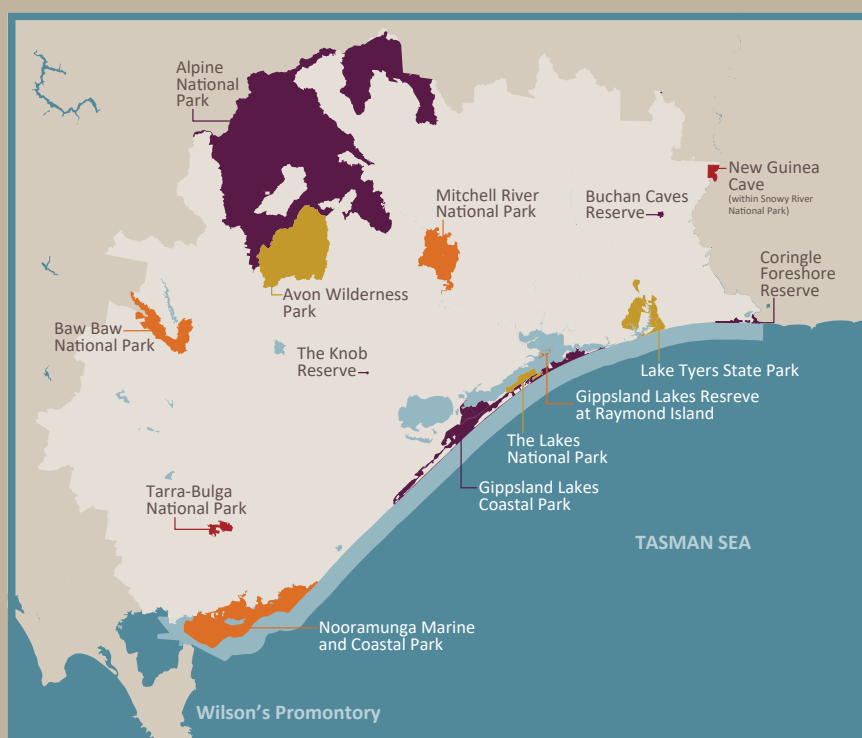 Alpine
National
Park
New Guinea
Cave
(within Snowy River
National Park)
Mitchell River
National Park
Buchan Caves
Reserve
Coringle
Foreshore
Reserve
Avon Wilderness
Park
Baw Baw
National Park
The Knob
Reserve
Lake Tyers State Park
Gippsland Lakes Resreve
at Raymond Island
The Lakes
National Park
Gippsland Lakes
Coastal Park
Tarra-Bulga
National Park
TASMAN SEA
Nooramunga Marine
and Coastal Park
Wilson's Promontory